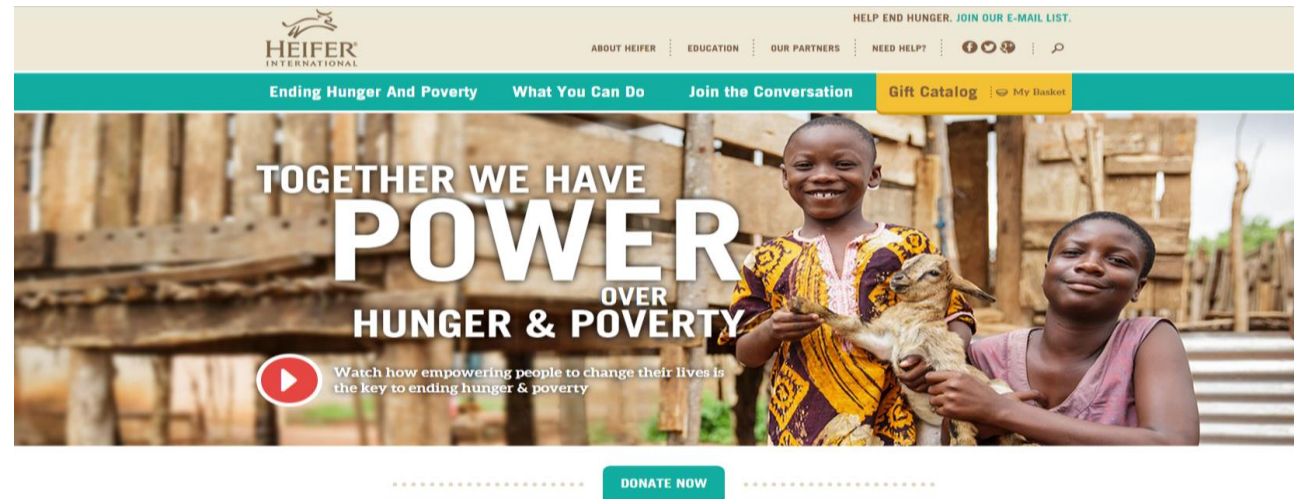 HELP END HUNGER. JOIN OUR E-MAIL LIST.
HEIFER
INTERNATIONAL
ABOUT HEIFER EDUCATION OUR PARTNERS NEED HELP?
Ending Hunger And Poverty What You Can Do Join the Conversation Gift Catalog My Basket
TOGETHER WE HAVE
POWER
OVER
HUNGER & POVERTY
Watch how empowering people to change their lives is
the key to ending hunger & poverty
DONATE NOW